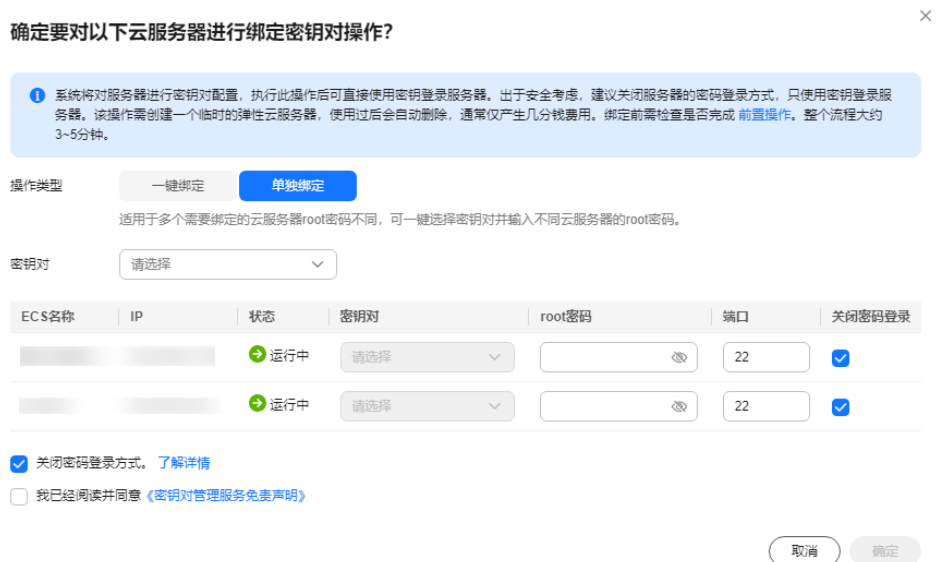 确定要对以下云服务器进行绑定密钥对操作?
系统将对服务器进行密钥对配置，执行此操作后可直接使用密钥登录服务器。出于安全考虑，建议关闭服务器的密码登录方式，只使用密钥登录服
务器。该操作需创建一个临时的弹性云服务器，使用过后会自动删除，通常仅产生几分钱费用。绑定前需检查是否完成 前置操作。整个流程大约
3~5分钟。
操作类型 一键绑定 单独绑定
适用于多个需要绑定的云服务器root密码不同，可一键选择密钥对并输入不同云服务器的root密码。
密钥对 请选择
ECS名称 IP 状态 密钥对 root密码 端口 关闭密码登录
运行中 请选择 22
运行中 请选择 22
关闭密码登录方式。 了解详情
我已经阅读并同意《密钥对管理服务免责声明》
取消 确定